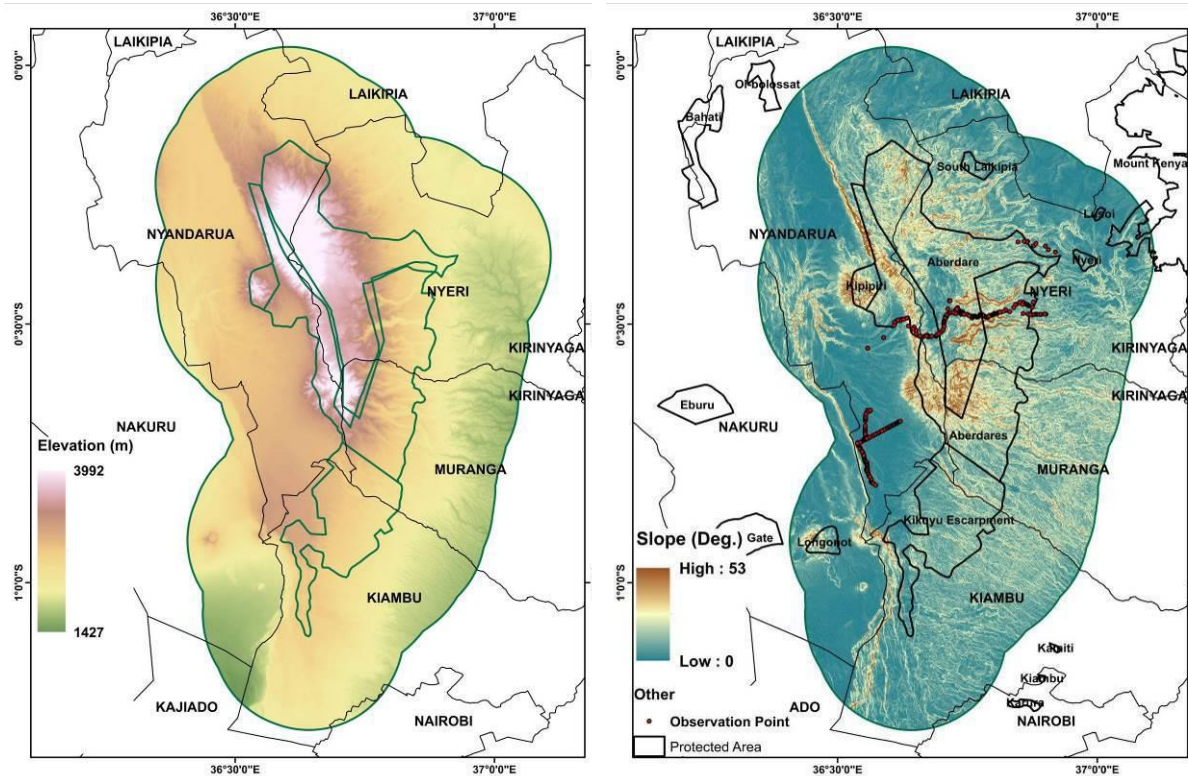 36°30'0"E
37°0'0"E
0°0'0"
0°30'0"S
1°0'0"S
LAIKIPIA
LAIKIPIA
NYANDARUA
NYERI
KIRINYAGA
KIRINYAGA
NAKURU
Elevation (m)
3992
1427
MURANGA
KIAMBU
KAJIADO
NAIROBI
36°30'0"E
37°0'0"E
36°30'0"E
37°0'0"E
0°0'0"
0°30'0"S
1°0'0"S
LAIKIPIA
Ol-bolossat
LAIKIPIA
Bahati
South Laikipia
Mount Kenya
NYANDARUA
Aberdare
Nyeri
Kipipiri
NYERI
KIRINYAGA
KIRINYAGA
Eburu
NAKURU
Aberdares
MURANGA
Kikuyu Escarpment
Gate
Longonot
Slope (Deg.)
High : 53
Low : 0
KIAMBU
Kiambu
Karura
ADO
NAIROBI
Other
Observation Point
Protected Area
36°30'0"E
37°0'0"E